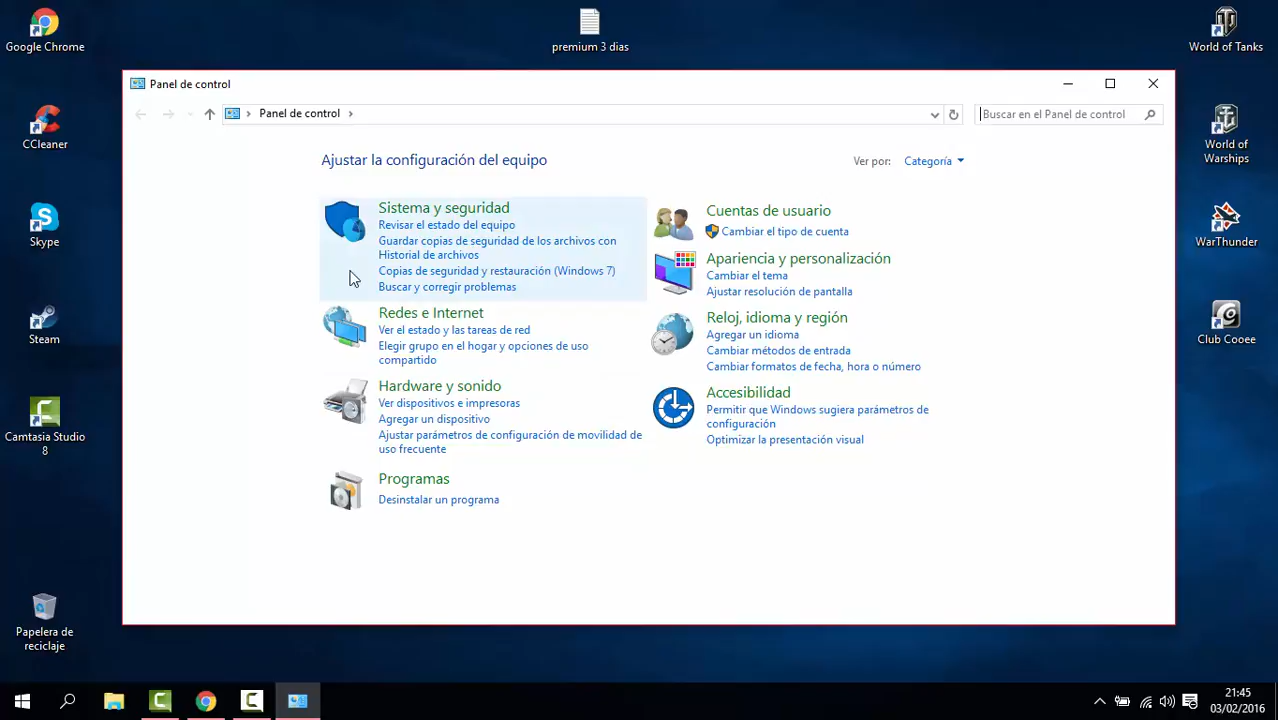 Google Chrome
CCleaner
Skype
Steam
Camtasia Studio
8
Papelera de
reciclaje
premium 3 dias
World of Tanks
World of
Warships
WarThunder
Club Cooee
Panel de control
Panel de control
Buscar en el Panel de control
Ajustar la configuración del equipo
Ver por: Categoría
Sistema y seguridad
Revisar el estado del equipo
Guardar copias de seguridad de los archivos con
Historial de archivos
Copias de seguridad y restauración (Windows 7)
Buscar y corregir problemas
Redes e Internet
Ver el estado y las tareas de red
Elegir grupo en el hogar y opciones de uso
compartido
Hardware y sonido
Ver dispositivos e impresoras
Agregar un dispositivo
Ajustar parámetros de configuración de movilidad de
uso frecuente
Programas
Desinstalar un programa
Cuentas de usuario
Cambiar el tipo de cuenta
Apariencia y personalización
Cambiar el tema
Ajustar resolución de pantalla
Reloj, idioma y región
Agregar un idioma
Cambiar métodos de entrada
Cambiar formatos de fecha, hora o número
Accesibilidad
Permitir que Windows sugiera parámetros de
configuración
Optimizar la presentación visual
21:45
03/02/2016